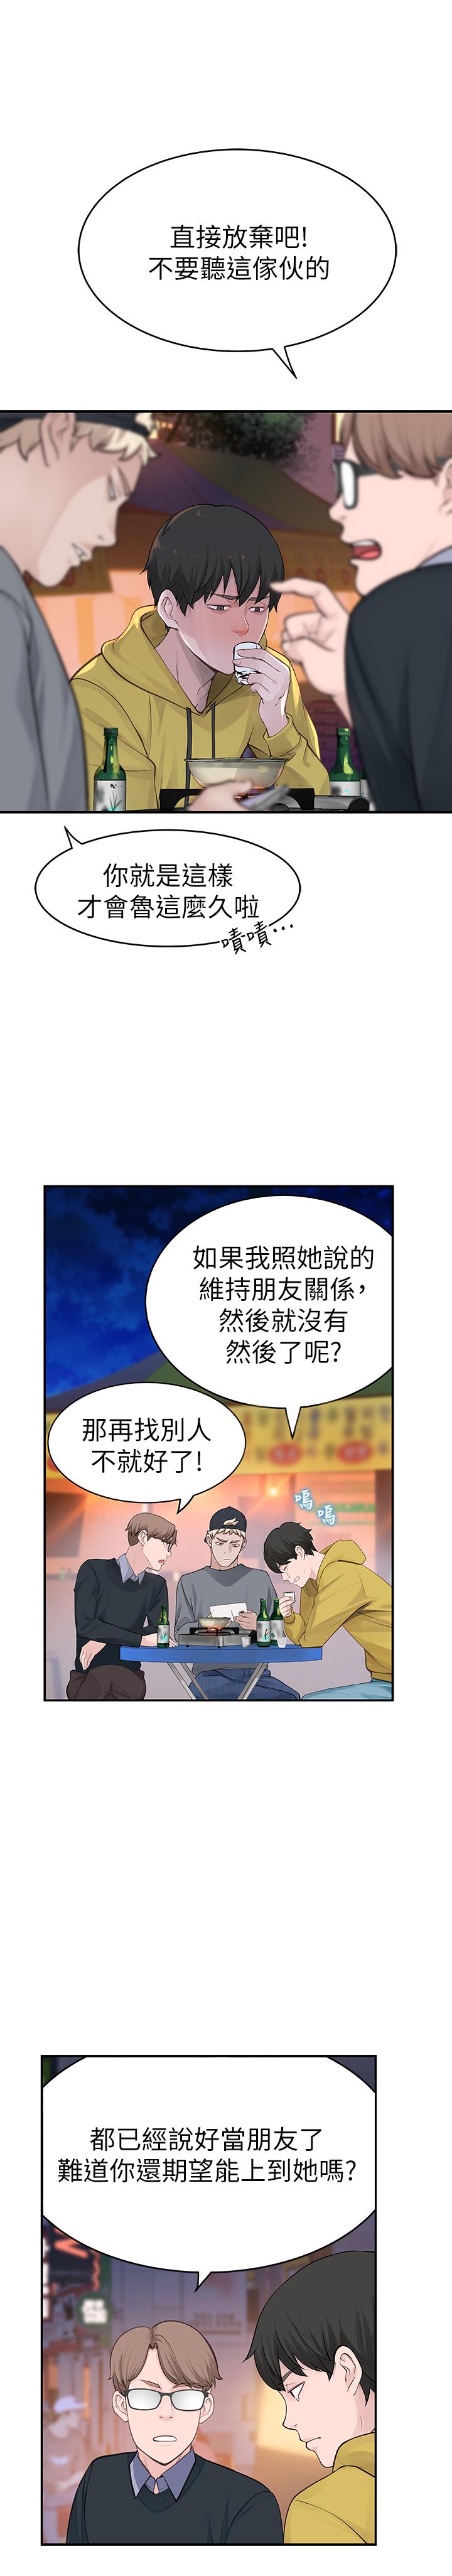 直接放棄吧!
不要聽這傢伙的
你就是這樣
才會魯這麼久啦
嘖嘖…
如果我照她說的
維持朋友關係，
然後就沒有
然後了呢?
那再找別人
不就好了!
嗚
嗚
都已經說好當朋友了
難道你還期望能上到她嗎?